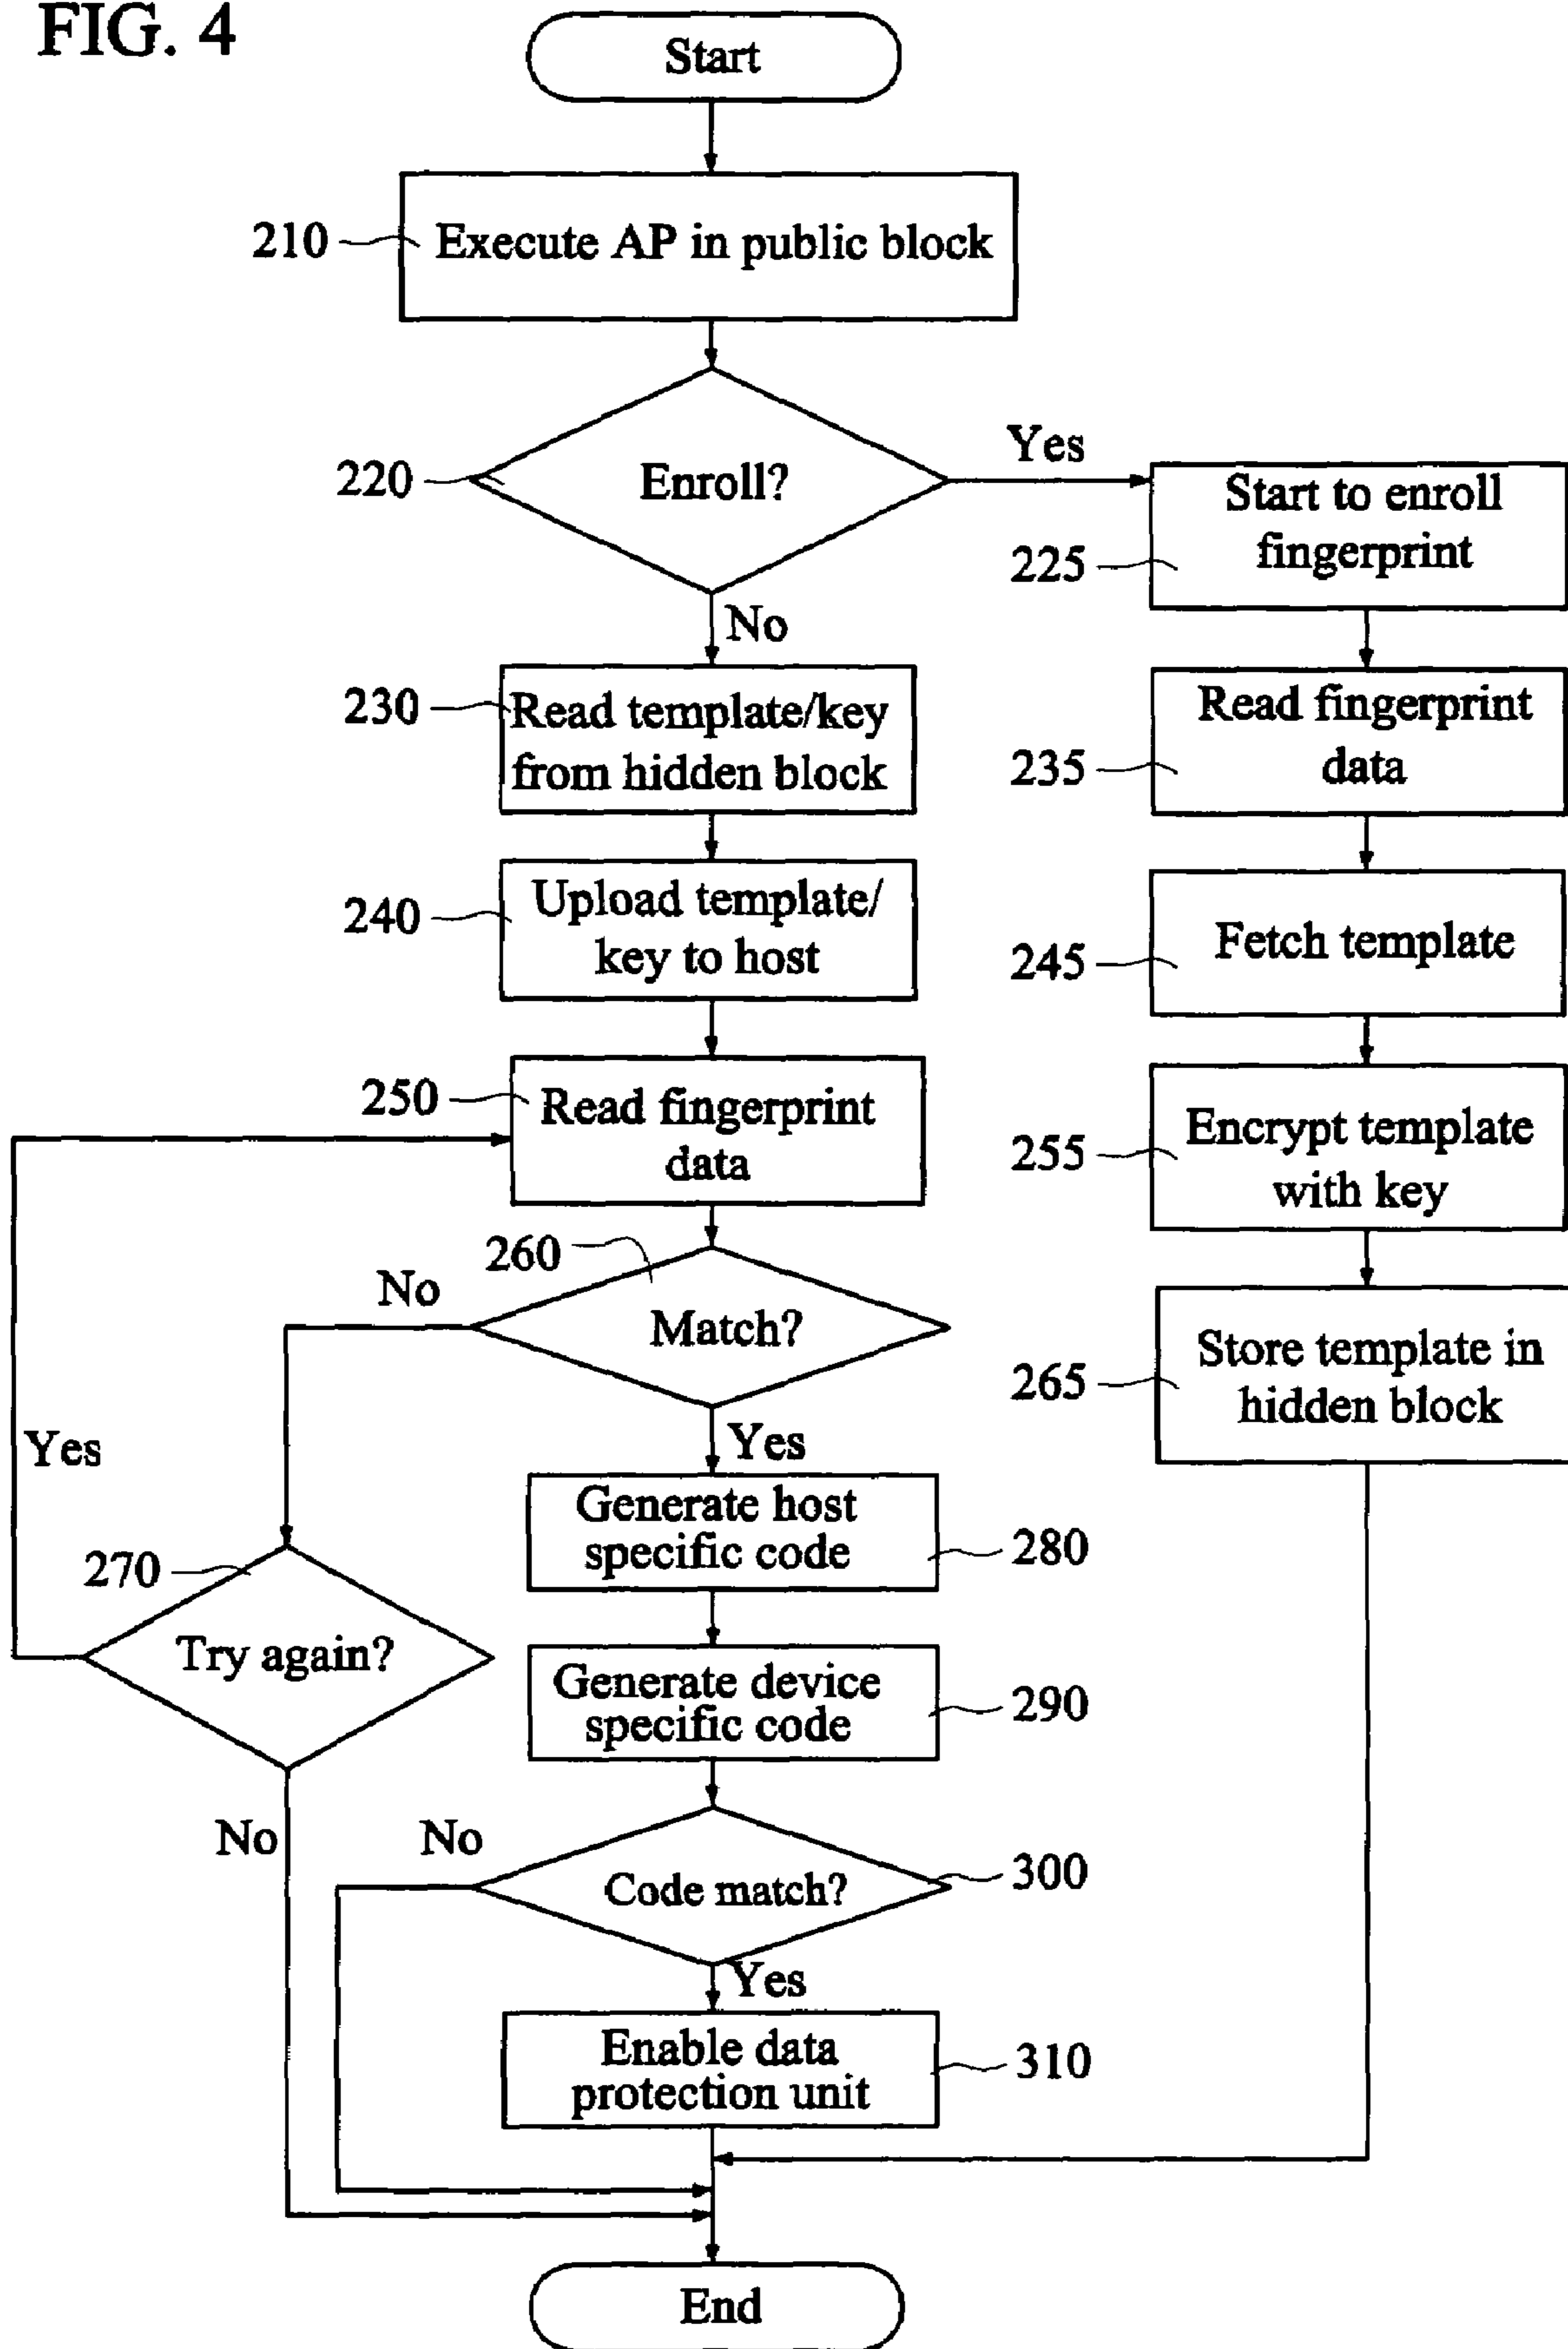 FIG. 4
Start
210
Execute AP in public block
220
Enroll?
Yes
Start to enroll
fingerprint
225
No
230
Read template/key
from hidden block
Read fingerprint
data
235
240
Upload template/
key to host
Fetch template
245
250
Read fingerprint
data
Encrypt template
with key
255
260
No
Match?
Store template in
hidden block
265
Yes
Yes
Generate host
specific code
280
270
Try again?
Generate device
specific code
290
No
No
Code match?
300
Yes
Enable data
protection unit
310
End